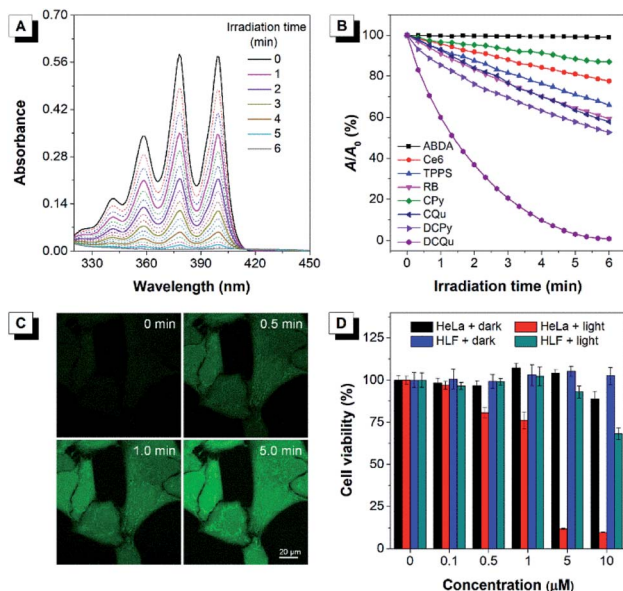 A
Irradiation time
(min)
0
1
2
3
4
5
6
0.70
0.56
0.42
0.28
0.14
0.00
Absorbance
330
360
390
420
450
Wavelength (nm)
B
100
80
60
40
20
0
A/A0 (%)
ABDA
Ce6
TPPS
RB
CPy
CQu
DCPy
DCQu
0
1
2
3
4
5
6
Irradiation time (min)
C
0 min
0.5 min
1.0 min
5.0 min
20 μm
D
HeLa + dark
HeLa + light
HLF + dark
HLF + light
125
100
75
50
25
0
Cell viability (%)
0
0.1
0.5
1
5
10
Concentration (μM)